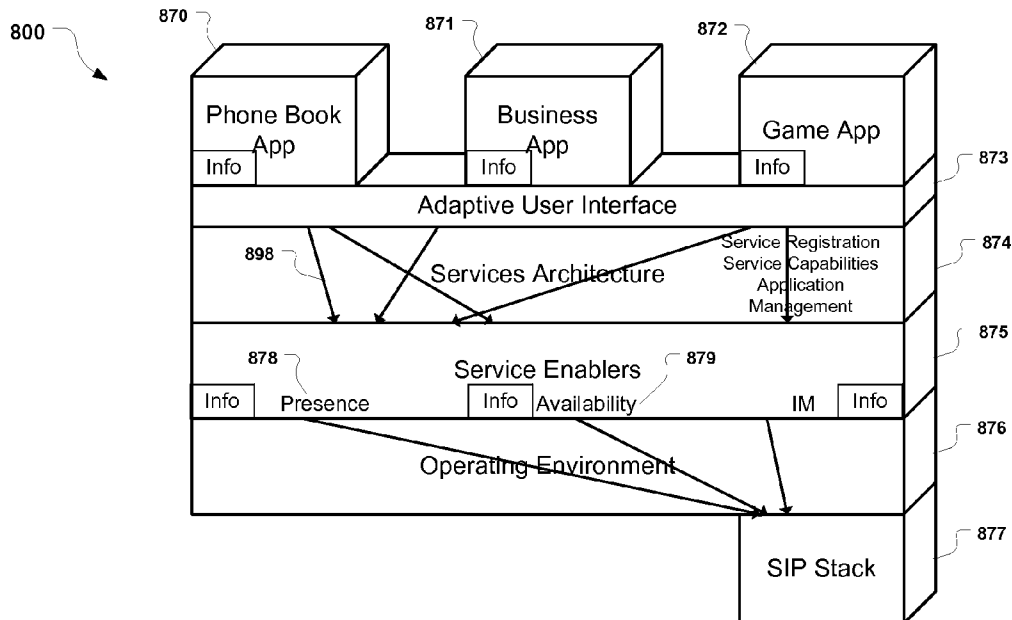 800
870
871
872
Phone Book
App
Info
Business
App
Info
Game App
Info
873
Adaptive User Interface
874
898
Services Architecture
Service Registration
Service Capabilities
Application
Management
875
878
879
Service Enablers
Info
Presence
Info
Availability
IM
Info
876
Operating Environment
877
SIP Stack